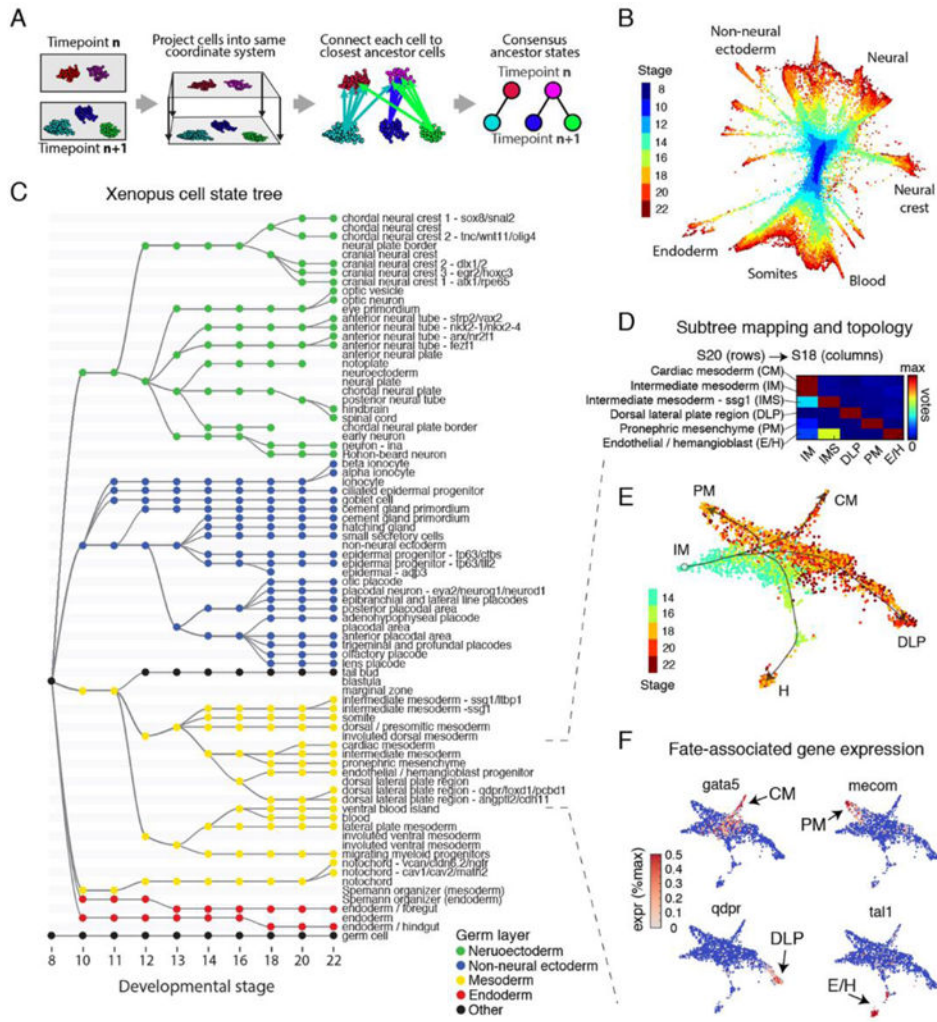 A
Timepoint n
Timepoint n+1
Project cells into same
coordinate system
Connect each cell to
closest ancestor cells
Consensus
ancestor states
Timepoint n
Timepoint n+1
B
Stage
8
10
12
14
16
18
20
22
Non-neural
ectoderm
Neural
Neural
crest
Blood
Somites
Endoderm
C
Xenopus cell state tree
chordal neural crest 1 - sox8/snai2
chordal neural crest
chordal neural crest 2 - tnc/wnt11/olig4
neural plate border
cranial neural crest
cranial neural crest 2 - dlx1/2
cranial neural crest 3 - egr2/hoxc3
cranial neural crest 1 - alx1/rpe65
optic vesicle
optic neuron
eye primordium
anterior neural tube - sfrp2/vax2
anterior neural tube - nkx2-1/nkx2-4
anterior neural tube - arx/nr2f1
anterior neural tube - fezf1
anterior neural plate
notoplate
neuroectoderm
neural plate
chordal neural plate
posterior neural tube
hindbrain
spinal cord
chordal neural plate border
early neuron
neuron - ina
Rohon-beard neuron
beta ionocyte
alpha ionocyte
ionocyte
ciliated epidermal progenitor
goblet cell
cement gland primordium
cement gland primordium
hatching gland
small secretory cells
non-neural ectoderm
epidermal progenitor - tp63/ctbs
epidermal progenitor - tp63/tll2
epidermal - aqp3
otic placode
placodal neuron - eya2/neurog1/neurod1
epibranchial and lateral line placodes
posterior placodal area
adenohypophyseal placode
placodal area
anterior placodal area
trigeminal and profundal placodes
olfactory placode
lens placode
tail bud
blastula
marginal zone
intermediate mesoderm - ssg1/ltbp1
intermediate mesoderm -ssg1
somite
dorsal / presomitic mesoderm
involuted dorsal mesoderm
cardiac mesoderm
intermediate mesoderm
pronephric mesenchyme
endothelial / hemangioblast progenitor
dorsal lateral plate region
dorsal lateral plate region - qdpr/foxd1/pcbd1
dorsal lateral plate region - angptl2/cdh11
ventral blood island
blood
lateral plate mesoderm
involuted ventral mesoderm
involuted ventral mesoderm
migrating myeloid progenitors
notochord - vcan/cldn6.2/ngfr
notochord - cav1/cav2/matn2
notochord
Spemann organizer (mesoderm)
Spemann organizer (endoderm)
endoderm / foregut
endoderm
endoderm / hindgut
germ cell
8 10 11 12 13 14 16 18 20 22
Developmental stage
Germ layer
Neruoectoderm
Non-neural ectoderm
Mesoderm
Endoderm
Other
D
Subtree mapping and topology
S20 (rows) → S18 (columns)
Cardiac mesoderm (CM)
Intermediate mesoderm (IM)
Intermediate mesoderm - ssg1 (IMS)
Dorsal lateral plate region (DLP)
Pronephric mesenchyme (PM)
Endothelial / hemangioblast (E/H)
IM
IMS
DLP
PM
E/H
max
votes
0
E
PM
CM
IM
DLP
H
14
16
18
20
22
Stage
F
Fate-associated gene expression
gata5
CM
mecom
PM
expr (%max)
0.5
0.4
0.3
0.2
0.1
0
qdpr
DLP
tal1
E/H